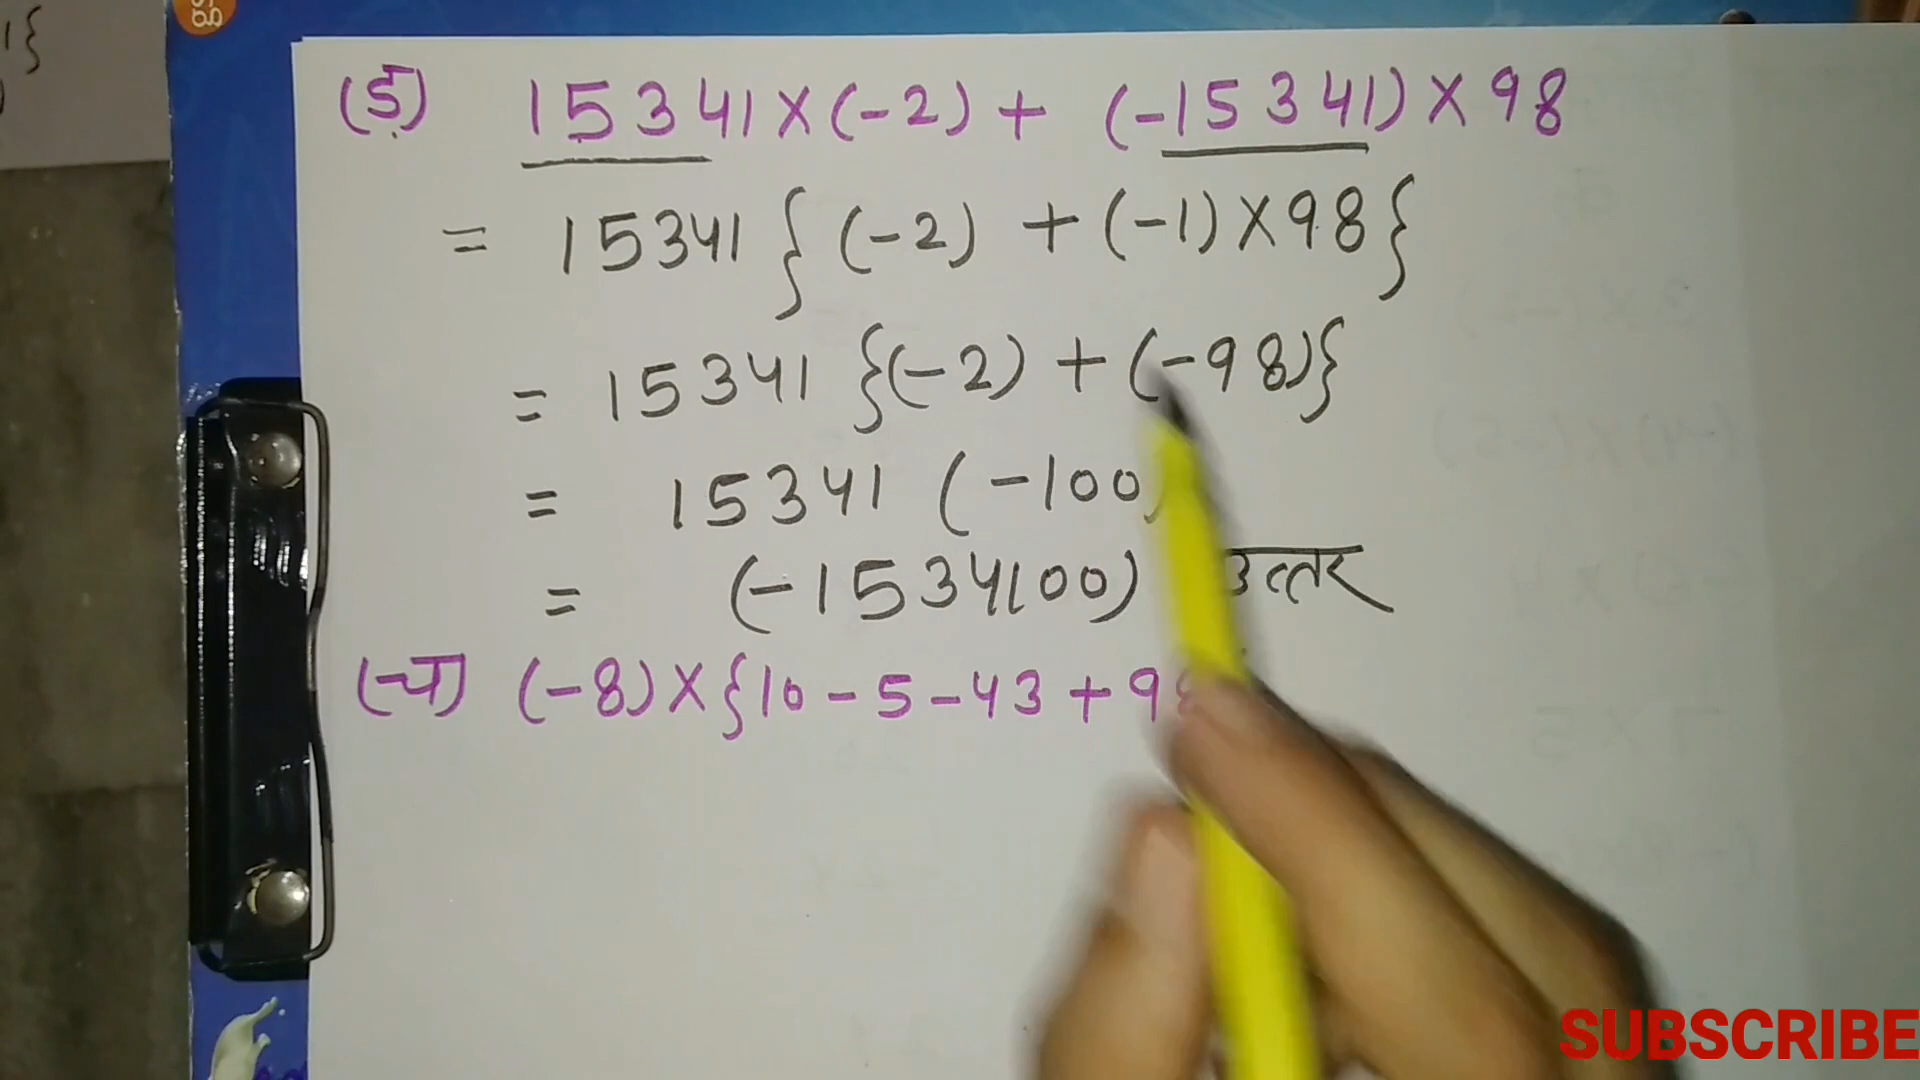 (ङ) 15341×(-2) + (-15341)×98
= 15341 {(-2) + (-1)×98}
= 15341 {(-2) + (-98)}
= 15341 (-100
= (-1534100) उत्तर
(च) (-8)×{10-5-43+98
SUBSCRIBE